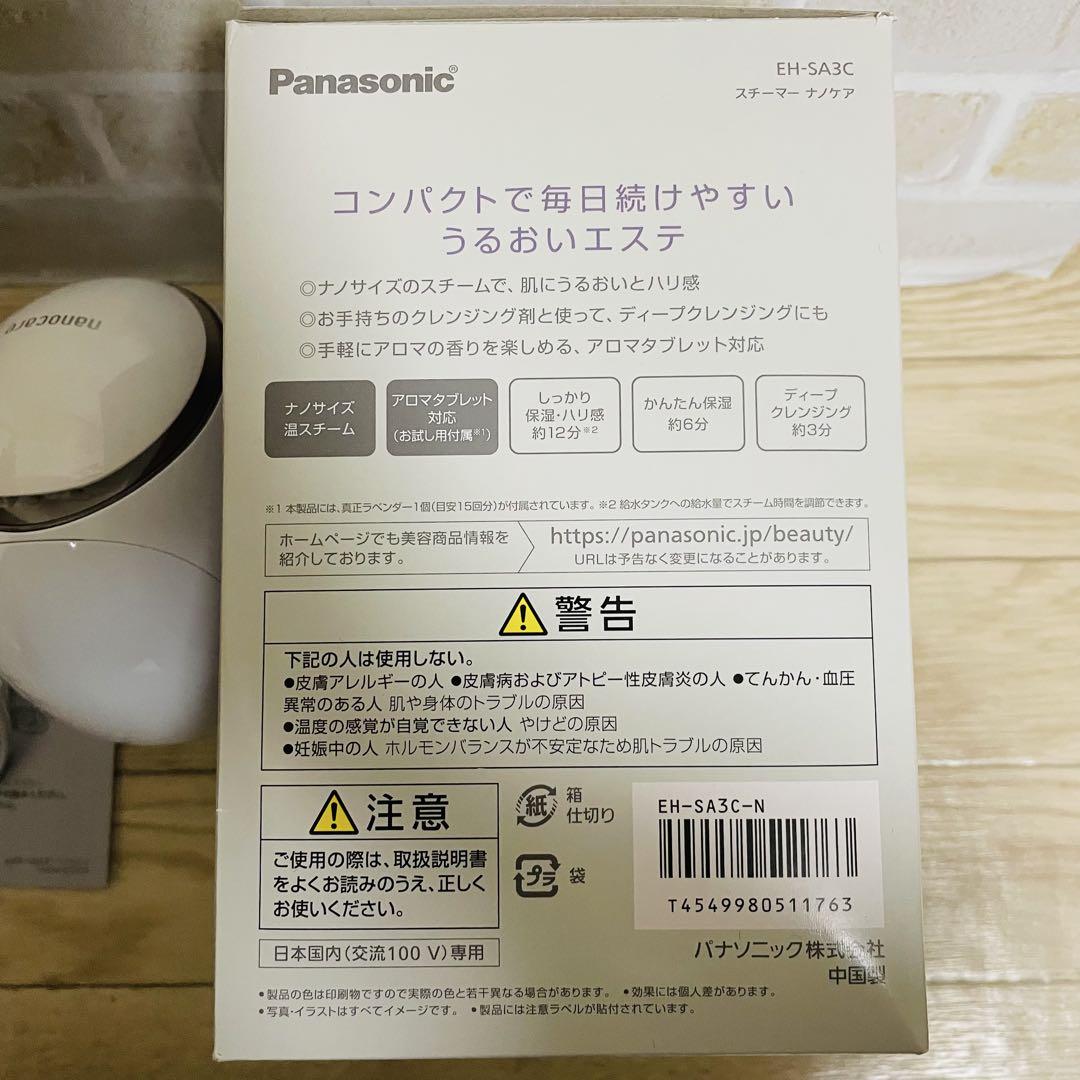 Panasonic®
EH-SA3C
スチーマー ナノケア
コンパクトで毎日続けやすい
うるおいエステ
◎ナノサイズのスチームで、肌にうるおいとハリ感
◎お手持ちのクレンジング剤と使って、ディープクレンジングにも
◎手軽にアロマの香りを楽しめる、アロマタブレット対応
ナノサイズ
温スチーム
アロマタブレット
対応
(お試し用付属※1)
しっかり
保湿・ハリ感
約12分※2
かんたん保湿
約6分
ディープ
クレンジング
約3分
※1 本製品には、真正ラベンダー1個(目安15回分)が付属されています。※2 給水タンクへの給水量でスチーム時間を調節できます。
ホームページでも美容商品情報を
紹介しております。
https://panasonic.jp/beauty/
URLは予告なく変更になることがあります。
警告
下記の人は使用しない。
●皮膚アレルギーの人 ●皮膚病およびアトピー性皮膚炎の人 ●てんかん・血圧
異常のある人 肌や身体のトラブルの原因
●温度の感覚が自覚できない人 やけどの原因
●妊娠中の人 ホルモンバランスが不安定なため肌トラブルの原因
注意
ご使用の際は、取扱説明書
をよくお読みのうえ、正しく
お使いください。
日本国内(交流100 V)専用
紙
箱
仕切り
プラ
袋
EH-SA3C-N
T4549980511763
パナソニック株式会社
中国製
●製品の色は印刷物ですので実際の色と若干異なる場合があります。 ●効果には個人差があります。
●写真・イラストはすべてイメージです。 ●製品には注意ラベルが貼付されています。
nanocare